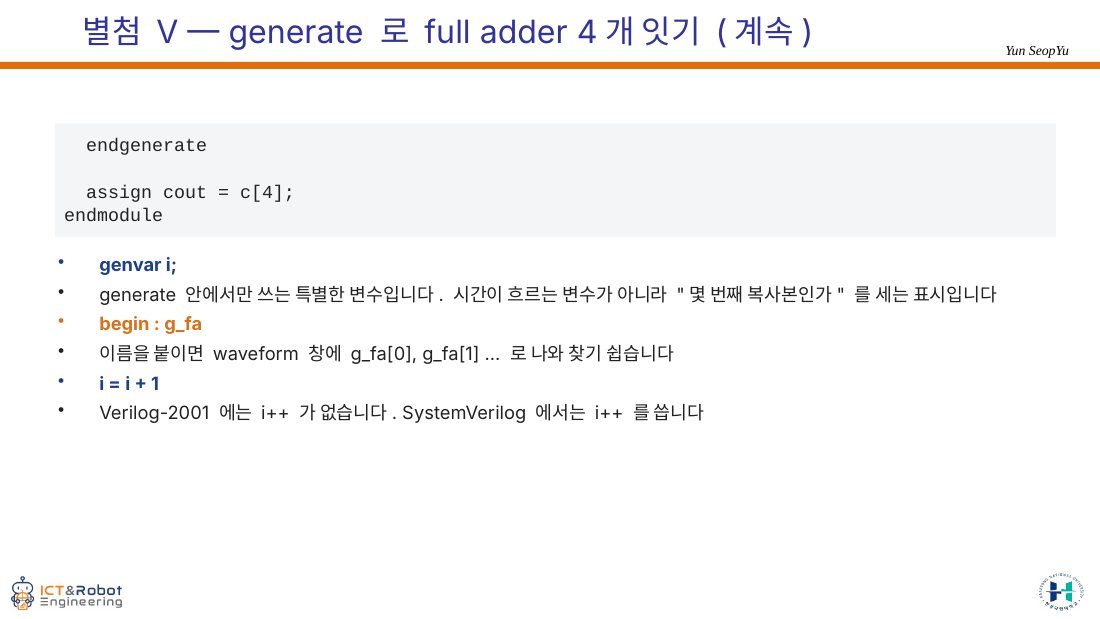 별첨 V — generate 로 full adder 4 개 잇기 ( 계속 )
Yun SeopYu
endgenerate
assign cout = c[4];
endmodule
• genvar i;
• generate 안에서만 쓰는 특별한 변수입니다 . 시간이 흐르는 변수가 아니라 " 몇 번째 복사본인가 " 를 세는 표시입니다
• begin : g_fa
• 이름을 붙이면 waveform 창에 g_fa[0], g_fa[1] … 로 나와 찾기 쉽습니다
• i = i + 1
• Verilog-2001 에는 i++ 가 없습니다 . SystemVerilog 에서는 i++ 를 씁니다
ICT&Robot
Engineering